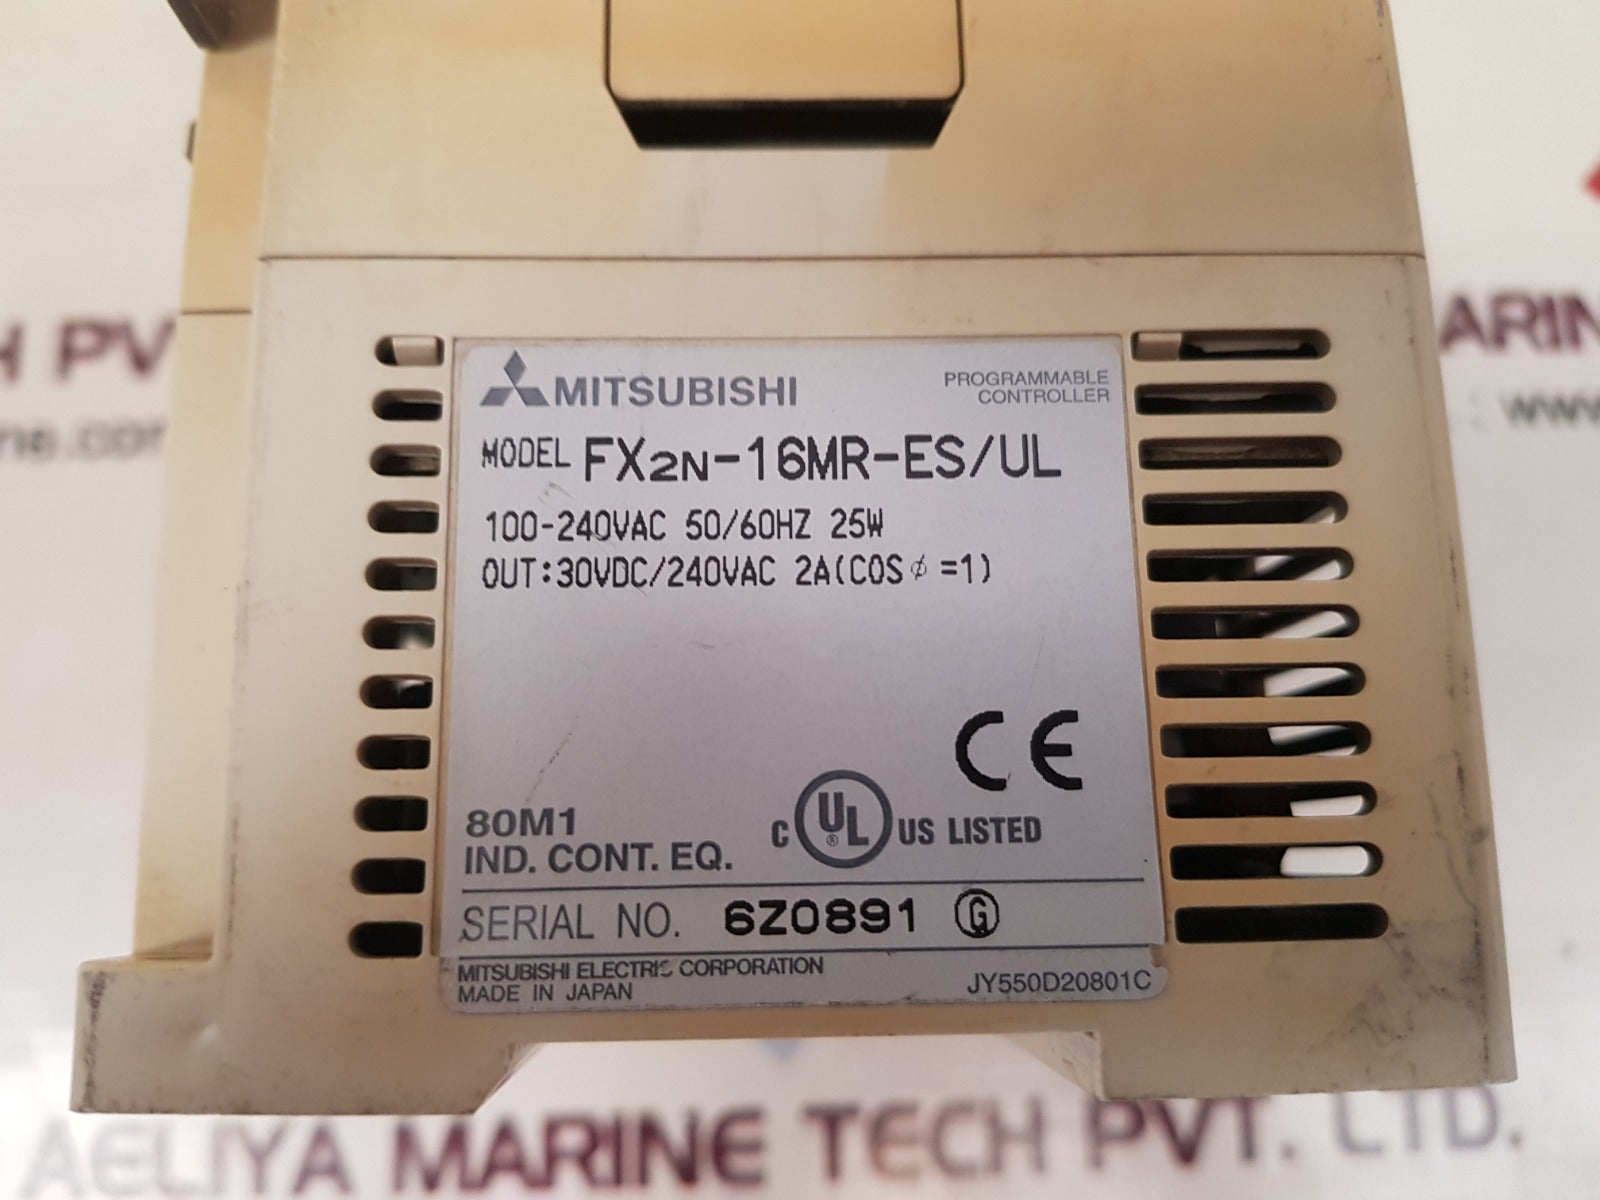 MITSUBISHI
PROGRAMMABLE
CONTROLLER
MODEL FX2N-16MR-ES/UL
100-240VAC 50/60HZ 25W
OUT:30VDC/240VAC 2A(COSφ=1)
CE
80M1
IND. CONT. EQ.
C UL® US LISTED
SERIAL NO. 6Z0891 G
MITSUBISHI ELECTRIC CORPORATION
MADE IN JAPAN
JY550D20801C
AELIYA MARINE TECH PVT. LTD.